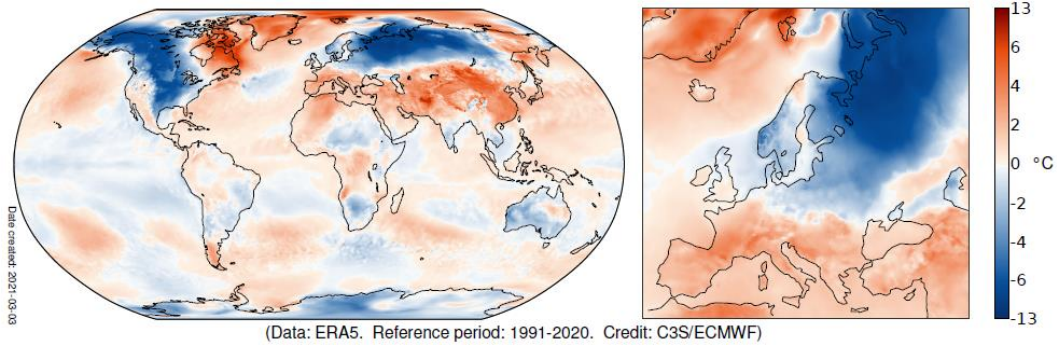 13
6
4
2
0 °C
-2
-4
-6
-13
Date created: 2021-03-03
(Data: ERA5. Reference period: 1991-2020. Credit: C3S/ECMWF)